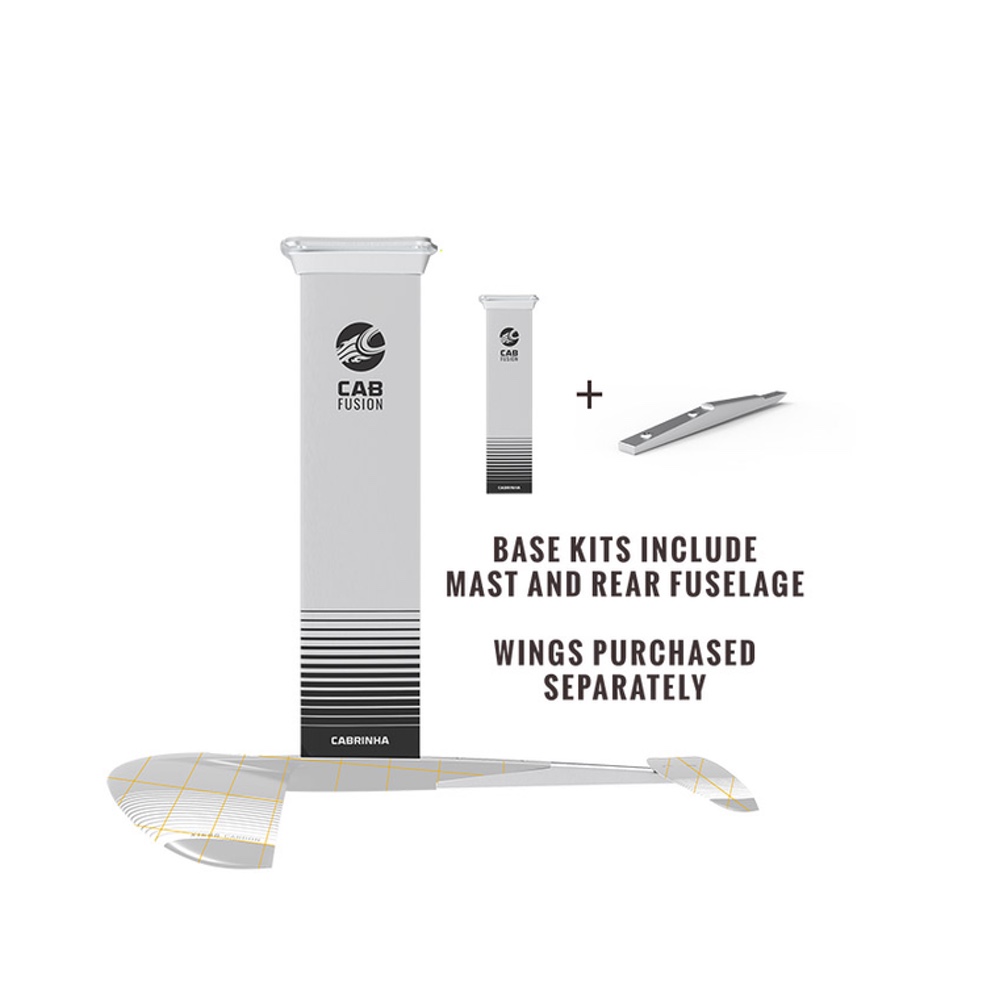 CAB
FUSION
CABRINHA
CAB
FUSION
CABRINHA
BASE KITS INCLUDE
MAST AND REAR FUSELAGE
WINGS PURCHASED
SEPARATELY